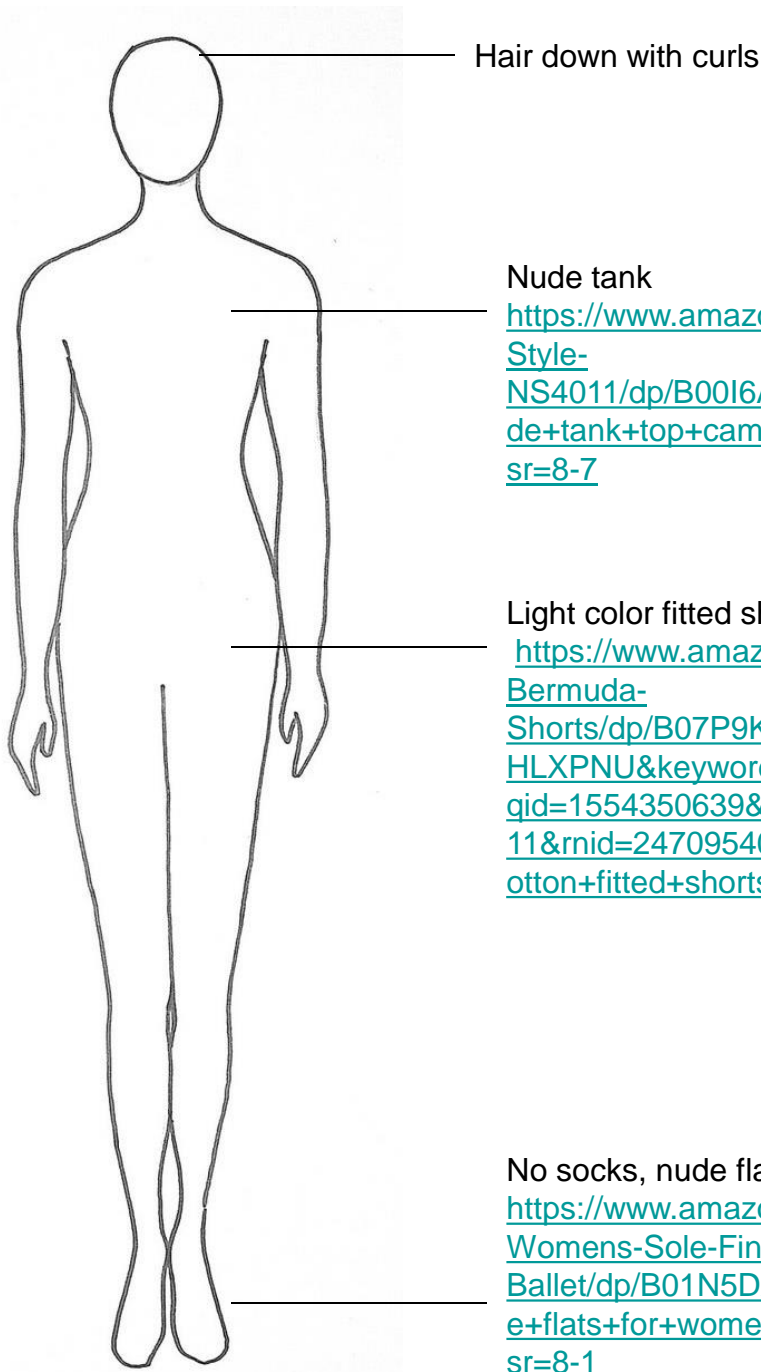 Hair down with curls
Nude tank
https://www.amazo
Style-
NS4011/dp/B00I6A
de+tank+top+cam
sr=8-7
Light color fitted sh
https://www.amaz
Bermuda-
Shorts/dp/B07P9K
HLXPNU&keyword
qid=1554350639&
11&rnid=24709540
otton+fitted+shorts
No socks, nude fla
https://www.amazo
Womens-Sole-Fin
Ballet/dp/B01N5D
e+flats+for+wome
sr=8-1